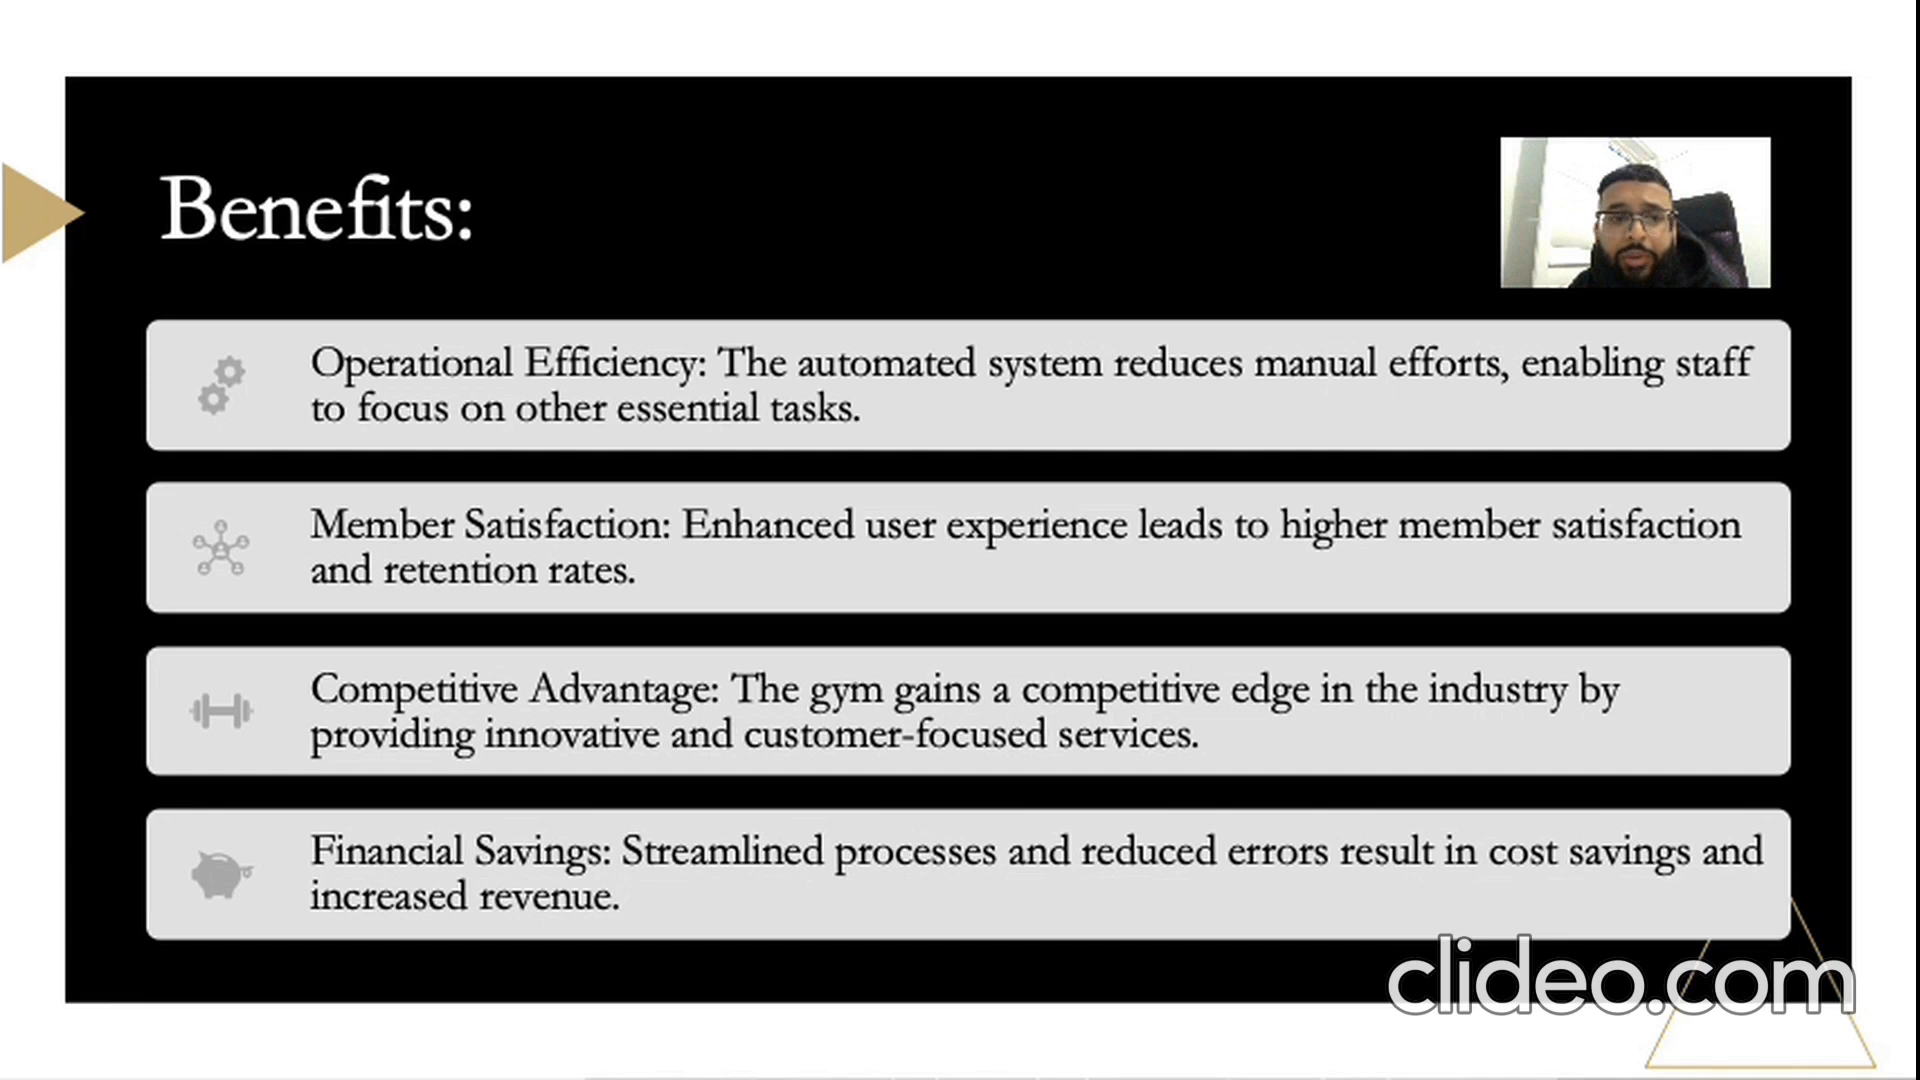 Benefits:
Operational Efficiency: The automated system reduces manual efforts, enabling staff
to focus on other essential tasks.
Member Satisfaction: Enhanced user experience leads to higher member satisfaction
and retention rates.
Competitive Advantage: The gym gains a competitive edge in the industry by
providing innovative and customer-focused services.
Financial Savings: Streamlined processes and reduced errors result in cost savings and
increased revenue.
clideo.com